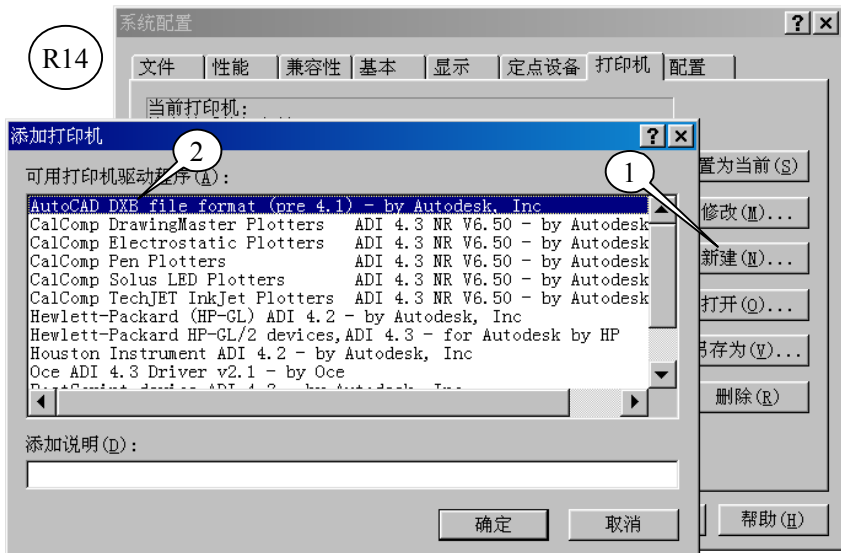 系统配置
R14
文件 性能 兼容性 基本 显示 定点设备 打印机 配置
当前打印机:
添加打印机
2
1
可用打印机驱动程序(A):
置为当前(S)
AutoCAD DXB file format (pre 4.1) - by Autodesk, Inc
修改(M)...
CalComp DrawingMaster Plotters ADI 4.3 NR V6.50 - by Autodesk
CalComp Electrostatic Plotters ADI 4.3 NR V6.50 - by Autodesk
CalComp Pen Plotters ADI 4.3 NR V6.50 - by Autodesk
新建(N)...
CalComp Solus LED Plotters ADI 4.3 NR V6.50 - by Autodesk
CalComp TechJET InkJet Plotters ADI 4.3 NR V6.50 - by Autodesk
打开(O)...
Hewlett-Packard (HP-GL) ADI 4.2 - by Autodesk, Inc
Hewlett-Packard HP-GL/2 devices,ADI 4.3 - for Autodesk by HP
Houston Instrument ADI 4.2 - by Autodesk, Inc
另存为(V)...
Oce ADI 4.3 Driver v2.1 - by Oce
删除(R)
添加说明(D):
确定 取消 帮助(H)